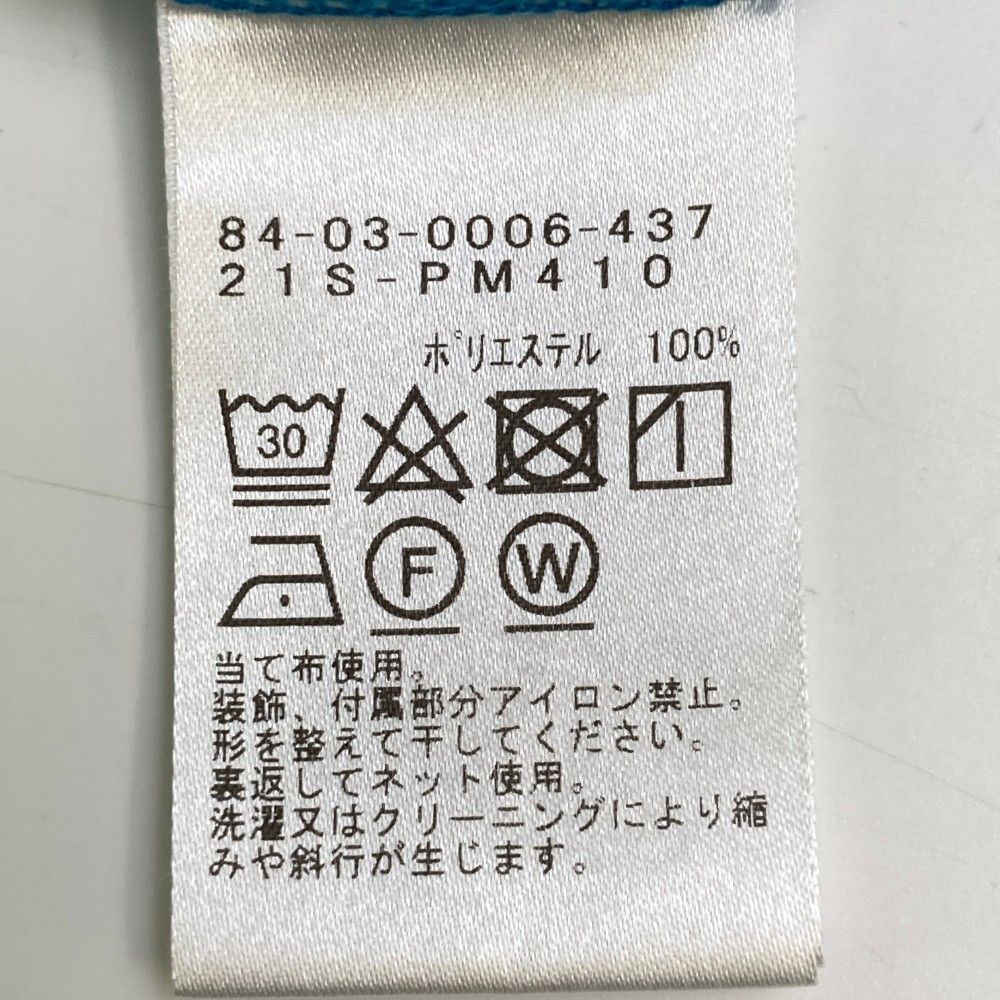 84-03-0006-437
21S-PM410
ポリエステル 100%
30
F W
当て布使用。
装飾、付属部分アイロン禁止。
形を整えて干してください。
裏返してネット使用。
洗濯又はクリーニングにより縮
みや斜行が生じます。